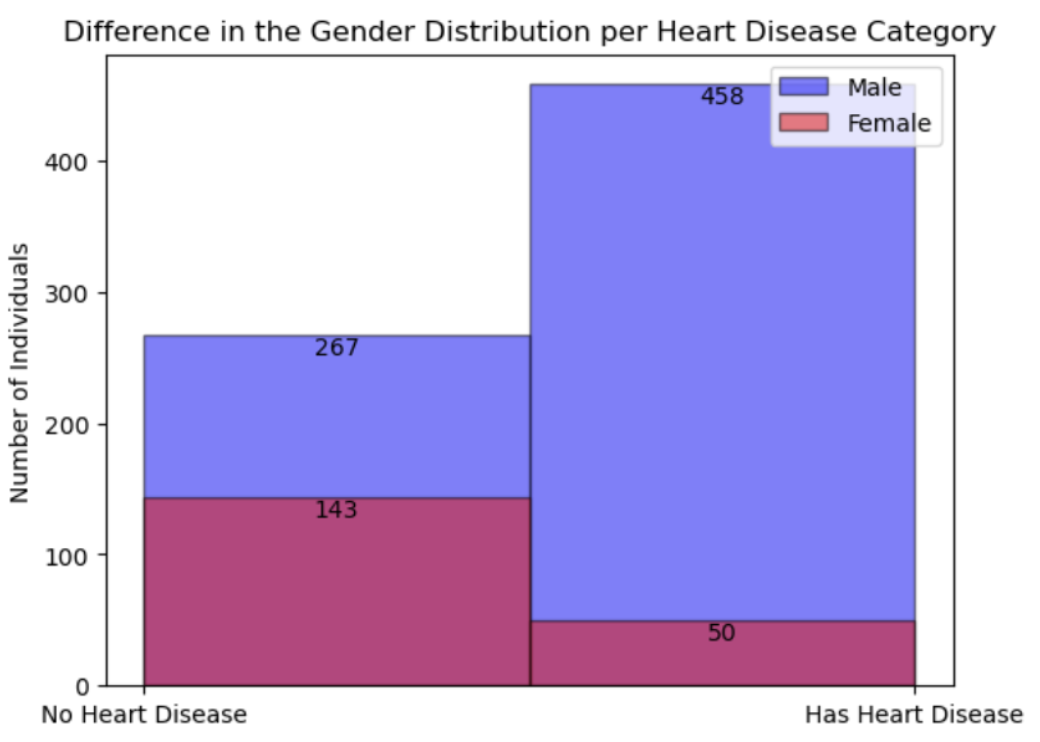 Difference in the Gender Distribution per Heart Disease Category
Male
Female
458
267
143
50
Number of Individuals
400
300
200
100
0
No Heart Disease
Has Heart Disease